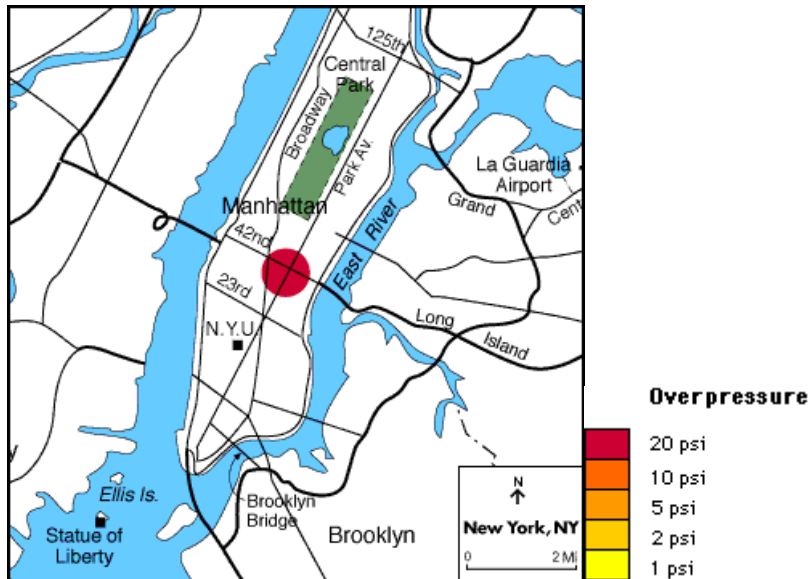 125th
Central
Park
Broadway
Park Av.
La Guardia
Airport
Grand
Cent
Manhattan
42nd
East River
23rd
Long
Island
N.Y.U.
Ellis Is.
Statue of
Liberty
Brooklyn
Bridge
Brooklyn
N
New York, NY
0 2 Mi
Overpressure
20 psi
10 psi
5 psi
2 psi
1 psi